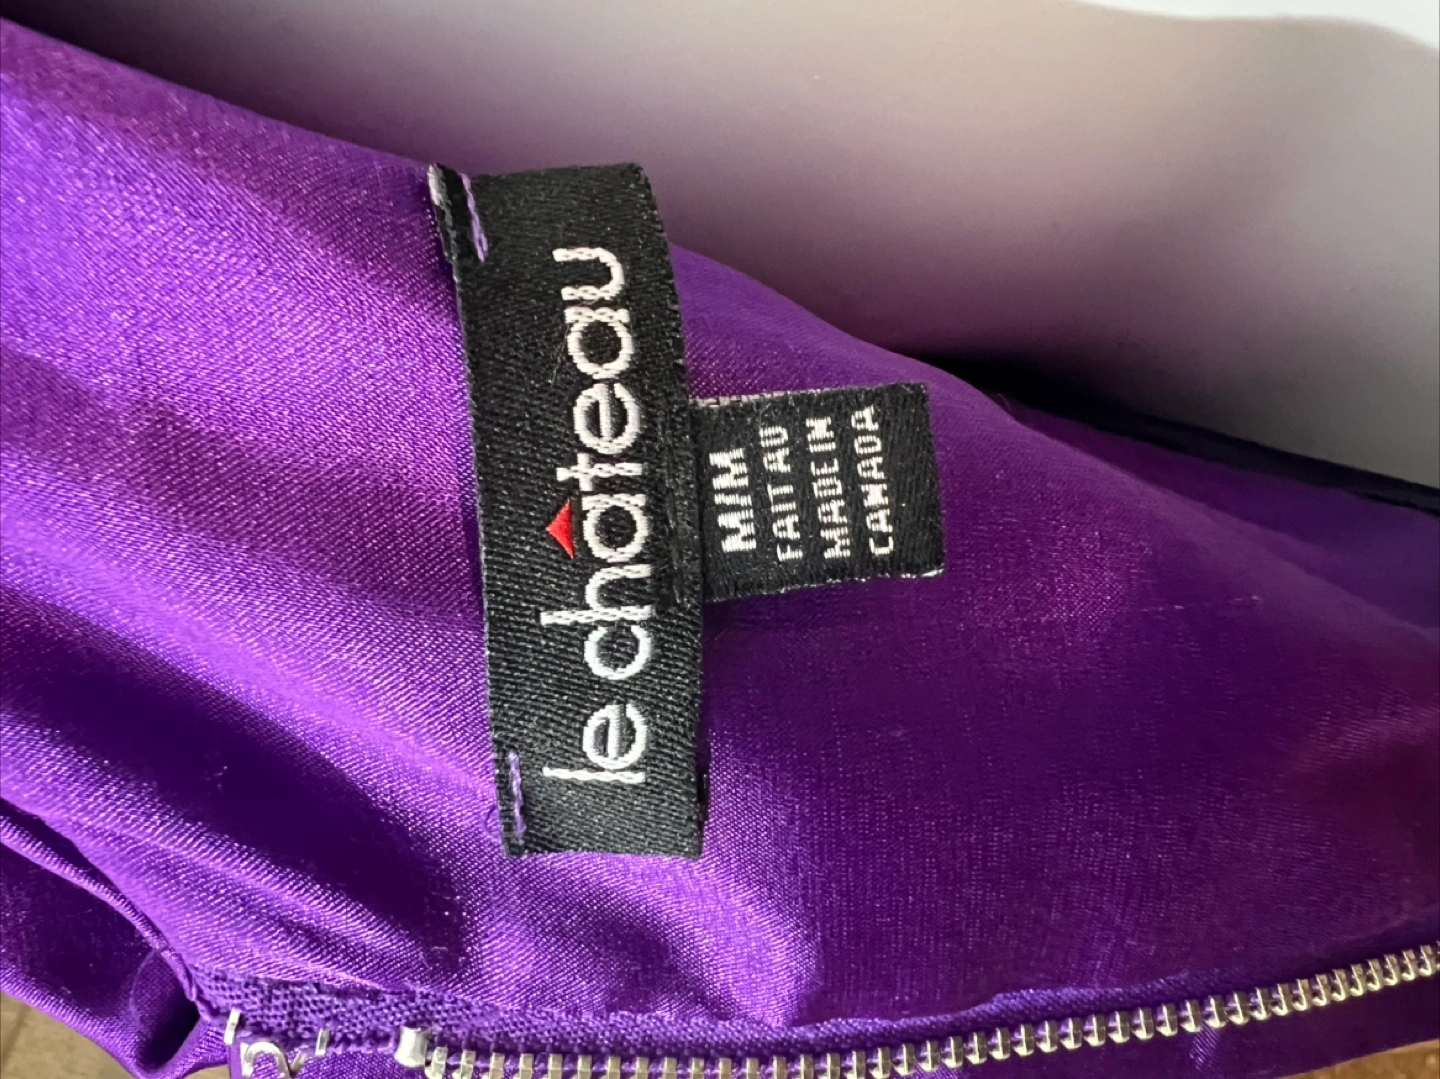 le château
M/M
FAIT AU
MADE IN
CANADA